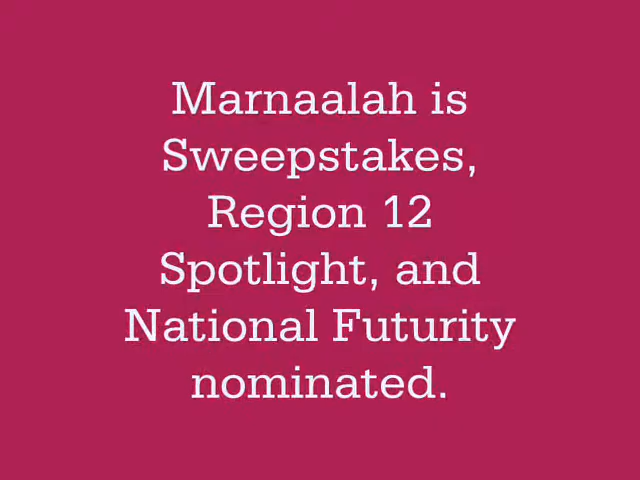 Marnaalah is
Sweepstakes,
Region 12
Spotlight, and
National Futurity
nominated.